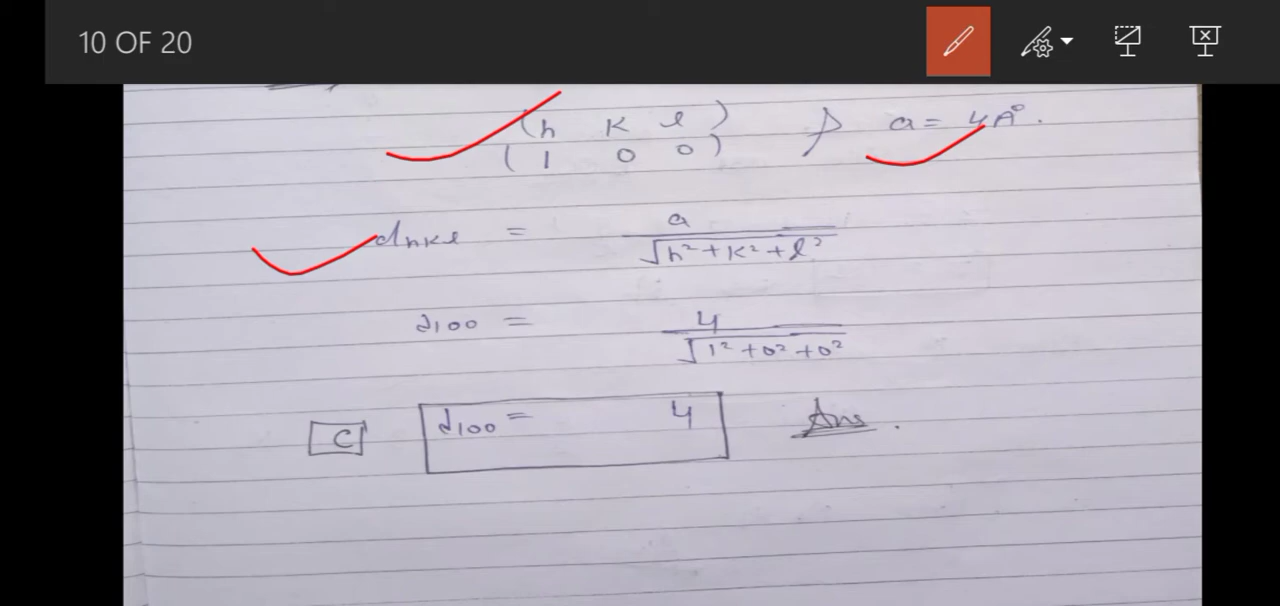 10 OF 20
(h K l) a = 4A°.
(1 0 0)
dhkl = a / √h²+k²+l²
d100 = 4 / √1²+0²+0²
C d100 = 4 Ans.